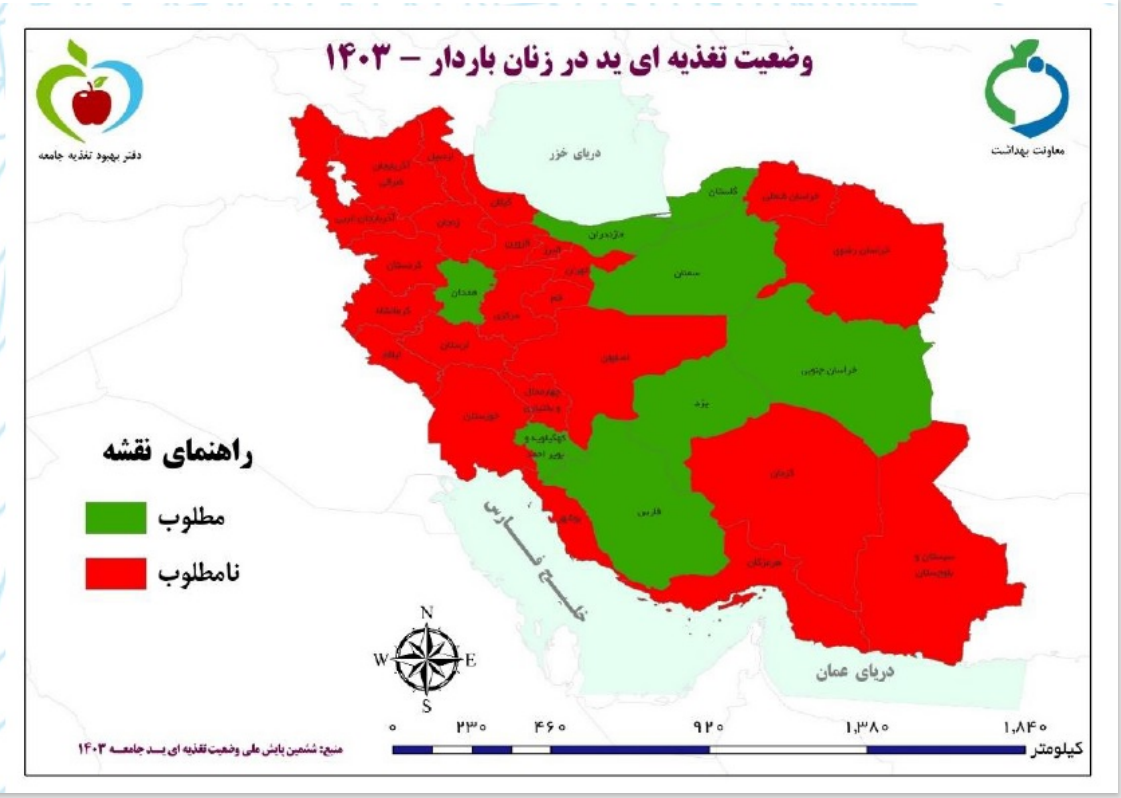 وضعیت تغذیه ای ید در زنان باردار – ۱۴۰۳
معاونت بهداشت
دفتر بهبود تغذیه جامعه
دریای خزر
اردبیل
آذربایجان
شرقی
گیلان
گلستان
خراسان شمالی
آذربایجان غربی
زنجان
مازندران
قزوین
البرز
خراسان رضوی
کردستان
تهران
سمنان
همدان
قم
کرمانشاه
مرکزی
ایلام
لرستان
اصفهان
خراسان جنوبی
چهارمحال
و بختیاری
یزد
خوزستان
کهگیلویه و
بویر احمد
کرمان
فارس
بوشهر
هرمزگان
سیستان و
بلوچستان
خلیج فارس
دریای عمان
راهنمای نقشه
مطلوب
نامطلوب
N
W E
S
۰ ۲۳۰ ۴۶۰ ۹۲۰ ۱,۳۸۰ ۱,۸۴۰
کیلومتر
منبع: ششمین پایش ملی وضعیت تغذیه ای یـد جامعـه ۱۴۰۳